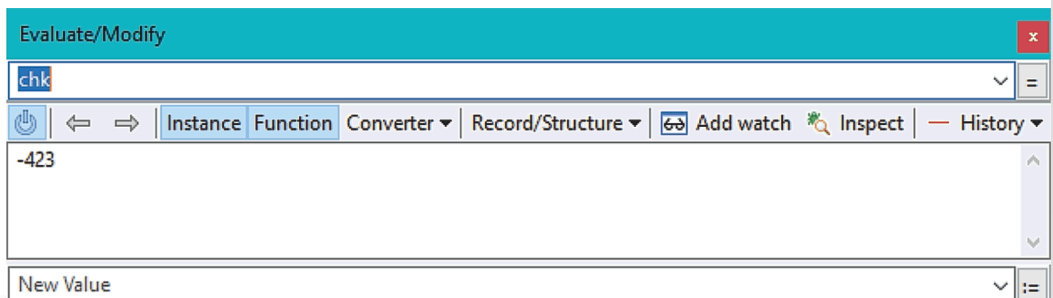 Evaluate/Modify x
chk =
Instance Function Converter Record/Structure Add watch Inspect History
-423
New Value :=